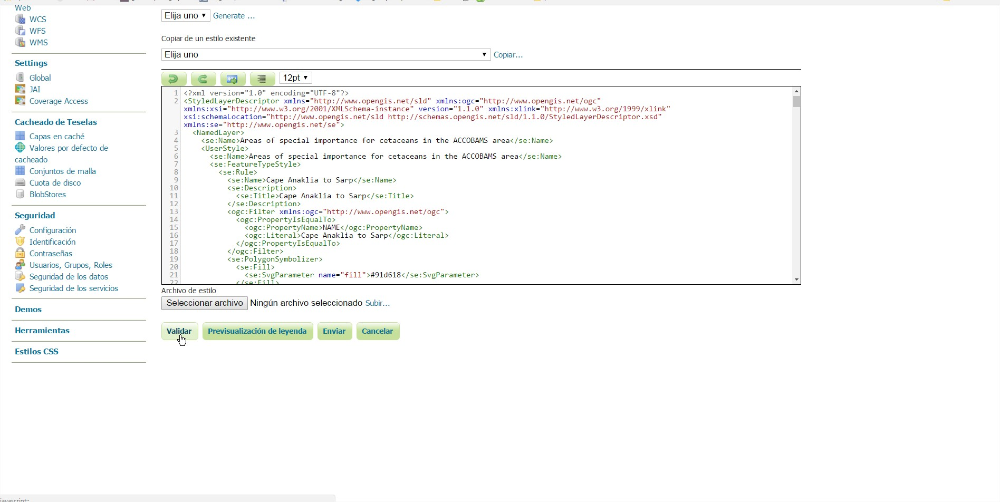 Web
WCS
WFS
WMS
Settings
Global
JAI
Coverage Access
Cacheado de Teselas
Capas en caché
Valores por defecto de
cacheado
Conjuntos de malla
Cuota de disco
BlobStores
Seguridad
Configuración
Identificación
Contraseñas
Usuarios, Grupos, Roles
Seguridad de los datos
Seguridad de los servicios
Demos
Herramientas
Estilos CSS
Elija uno Generate ...
Copiar de un estilo existente
Elija uno Copiar...
12pt
1 <?xml version="1.0" encoding="UTF-8"?>
2 <StyledLayerDescriptor xmlns="http://www.opengis.net/sld" xmlns:ogc="http://www.opengis.net/ogc"
xmlns:xsi="http://www.w3.org/2001/XMLSchema-instance" version="1.1.0" xmlns:xlink="http://www.w3.org/1999/xlink"
xsi:schemaLocation="http://www.opengis.net/sld http://schemas.opengis.net/sld/1.1.0/StyledLayerDescriptor.xsd"
xmlns:se="http://www.opengis.net/se">
3 <NamedLayer>
4 <se:Name>Areas of special importance for cetaceans in the ACCOBAMS area</se:Name>
5 <UserStyle>
6 <se:Name>Areas of special importance for cetaceans in the ACCOBAMS area</se:Name>
7 <se:FeatureTypeStyle>
8 <se:Rule>
9 <se:Name>Cape Anaklia to Sarp</se:Name>
10 <se:Description>
11 <se:Title>Cape Anaklia to Sarp</se:Title>
12 </se:Description>
13 <ogc:Filter xmlns:ogc="http://www.opengis.net/ogc">
14 <ogc:PropertyIsEqualTo>
15 <ogc:PropertyName>NAME</ogc:PropertyName>
16 <ogc:Literal>Cape Anaklia to Sarp</ogc:Literal>
17 </ogc:PropertyIsEqualTo>
18 </ogc:Filter>
19 <se:PolygonSymbolizer>
20 <se:Fill>
21 <se:SvgParameter name="fill">#91d618</se:SvgParameter>
22 </se:Fill>
Archivo de estilo
Seleccionar archivo Ningún archivo seleccionado Subir...
Validar Previsualización de leyenda Enviar Cancelar
javascript:;